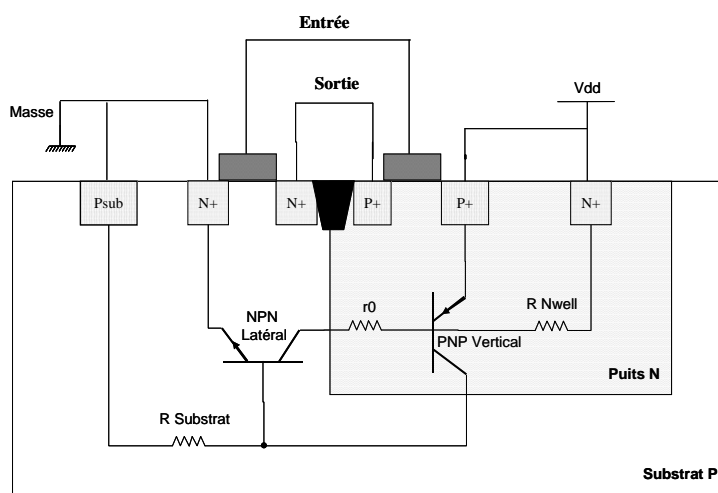 Entrée
Sortie
Vdd
Masse
Psub
N+
N+
P+
P+
N+
NPN
Latéral
r0
R Nwell
PNP Vertical
Puits N
R Substrat
Substrat P